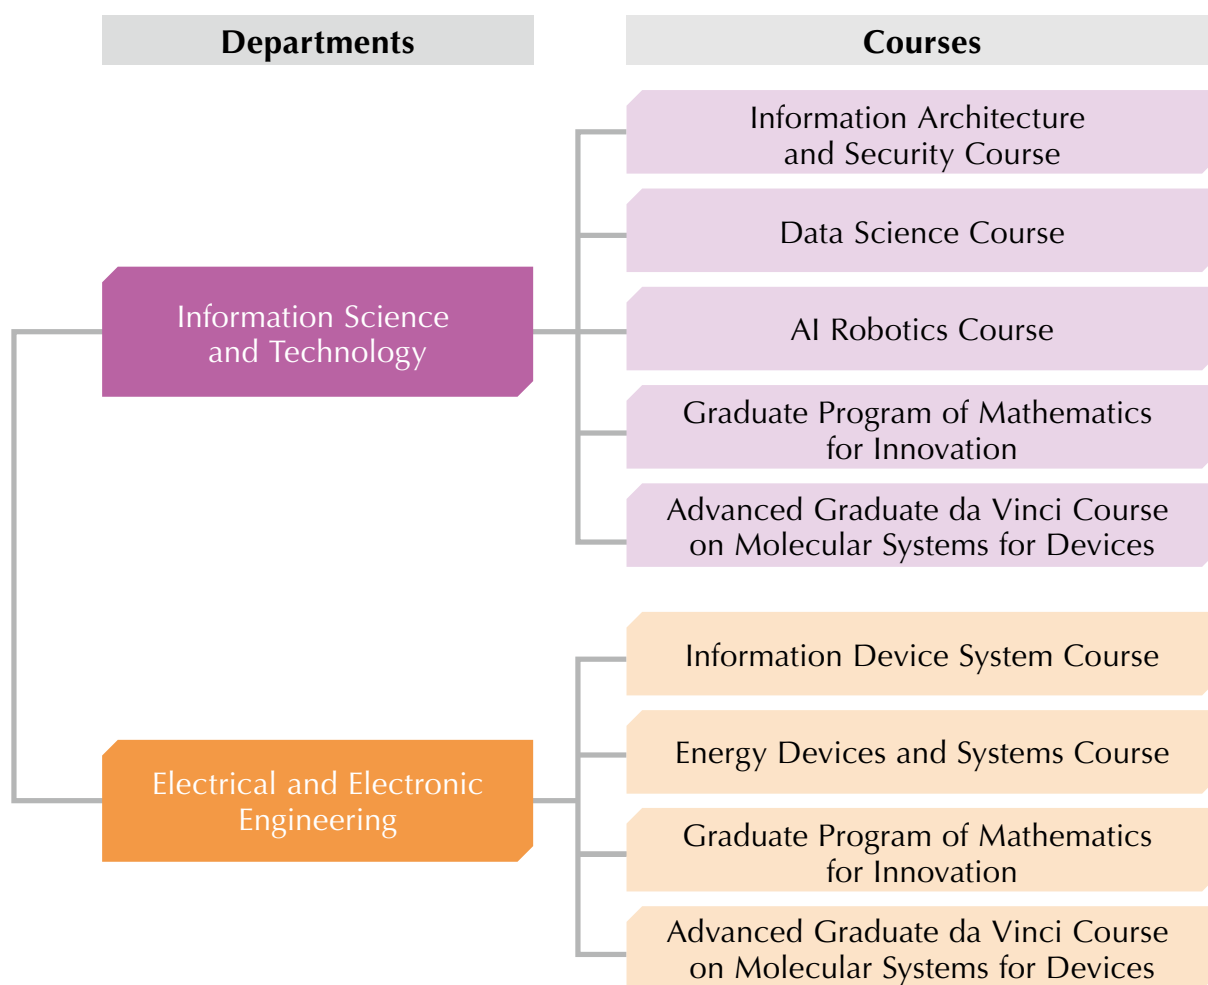 Departments
Courses
Information Science
and Technology
Information Architecture
and Security Course
Data Science Course
AI Robotics Course
Graduate Program of Mathematics
for Innovation
Advanced Graduate da Vinci Course
on Molecular Systems for Devices
Electrical and Electronic
Engineering
Information Device System Course
Energy Devices and Systems Course
Graduate Program of Mathematics
for Innovation
Advanced Graduate da Vinci Course
on Molecular Systems for Devices